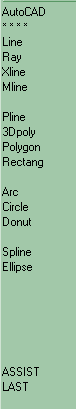 AutoCAD
* * * *
Line
Ray
Xline
Mline
Pline
3Dpoly
Polygon
Rectang
Arc
Circle
Donut
Spline
Ellipse
ASSIST
LAST